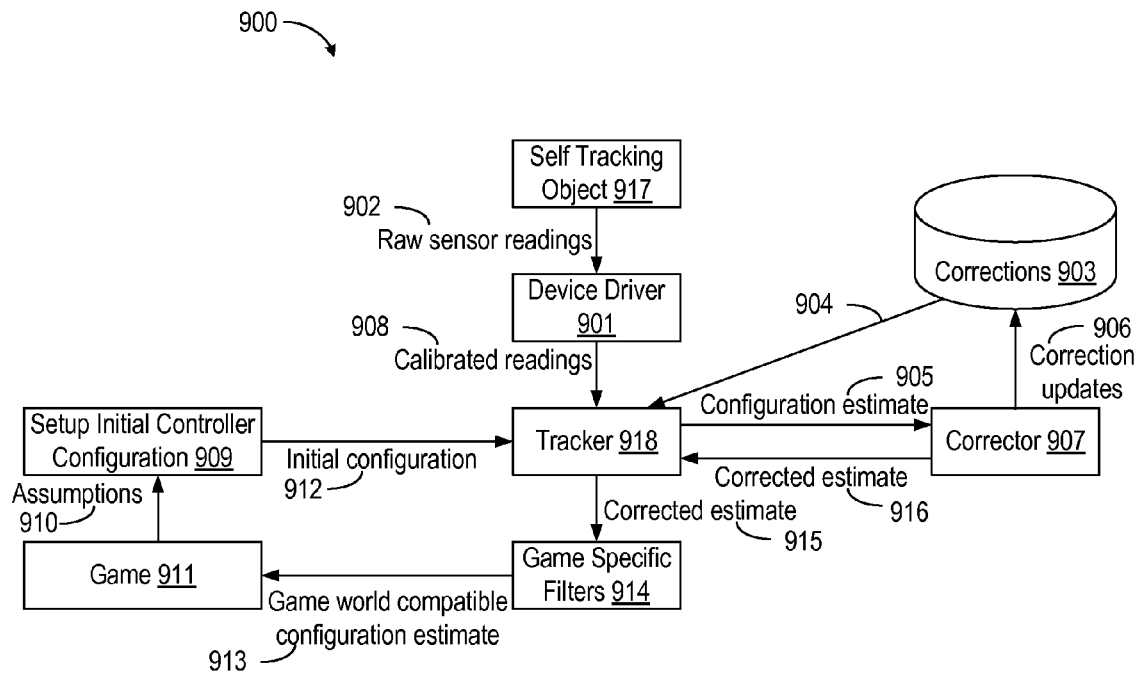 900
Self Tracking
Object 917
902
Raw sensor readings
Corrections 903
Device Driver
901
904
908
Calibrated readings
906
Correction
updates
905
Configuration estimate
Setup Initial Controller
Configuration 909
Initial configuration
912
Tracker 918
Corrector 907
Corrected estimate
916
Assumptions
910
Corrected estimate
915
Game 911
Game Specific
Filters 914
Game world compatible
configuration estimate
913